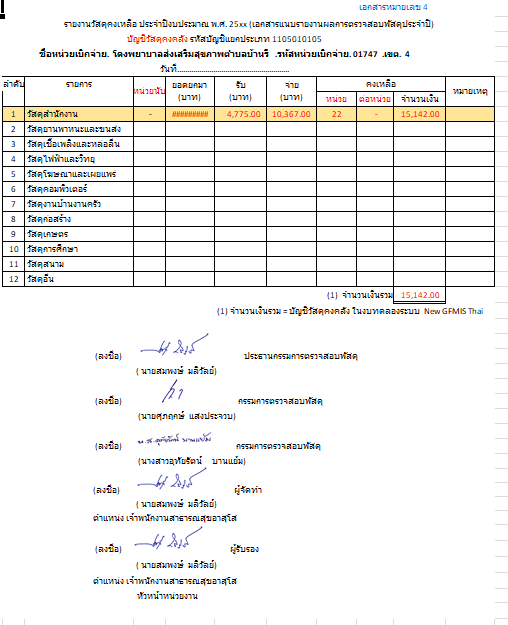 เอกสารหมายเลข 4
รายงานวัสดุคงเหลือ ประจำปีงบประมาณ พ.ศ. 25xx (เอกสารแนบรายงานผลการตรวจสอบพัสดุประจำปี)
บัญชีวัสดุคงคลัง รหัสบัญชีแยกประเภท 1105010105
ชื่อหน่วยเบิกจ่าย. โรงพยาบาลส่งเสริมสุขภาพตำบลบ้านรี .รหัสหน่วยเบิกจ่าย. 01747 .เขต. 4
วันที่..........................................................
ลำดับ รายการ หน่วยนับ ยอดยกมา (บาท) รับ (บาท) จ่าย (บาท) คงเหลือ หมายเหตุ
หน่วย ต่อหน่วย จำนวนเงิน
1 วัสดุสำนักงาน - ######### 4,775.00 10,367.00 22 - 15,142.00
2 วัสดุยานพาหนะและขนส่ง
3 วัสดุเชื้อเพลิงและหล่อลื่น
4 วัสดุไฟฟ้าและวิทยุ
5 วัสดุโฆษณาและเผยแพร่
6 วัสดุคอมพิวเตอร์
7 วัสดุงานบ้านงานครัว
8 วัสดุก่อสร้าง
9 วัสดุเกษตร
10 วัสดุการศึกษา
11 วัสดุสนาม
12 วัสดุอื่น
(1) จำนวนเงินรวม 15,142.00
(1) จำนวนเงินรวม = บัญชีวัสดุคงคลัง ในงบทดลองระบบ New GFMIS Thai
(ลงชื่อ) ประธานกรรมการตรวจสอบพัสดุ
( นายสมพงษ์ มลิวัลย์)
(ลงชื่อ) กรรมการตรวจสอบพัสดุ
(นายศุภฤกษ์ แสงประจวบ)
(ลงชื่อ) กรรมการตรวจสอบพัสดุ
(นางสาวอุทัยรัตน์ บานแย้ม)
(ลงชื่อ) ผู้จัดทำ
( นายสมพงษ์ มลิวัลย์)
ตำแหน่ง เจ้าพนักงานสาธารณสุขอาวุโส
(ลงชื่อ) ผู้รับรอง
( นายสมพงษ์ มลิวัลย์)
ตำแหน่ง เจ้าพนักงานสาธารณสุขอาวุโส
หัวหน้าหน่วยงาน